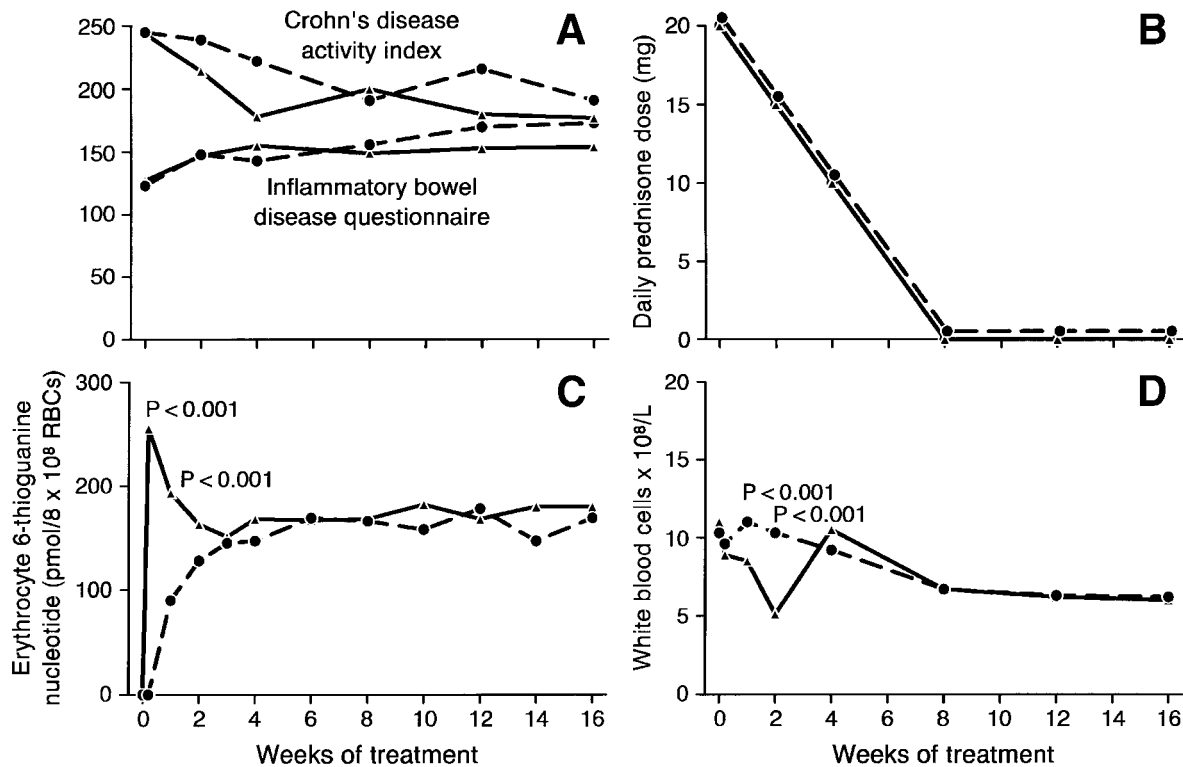 A
Crohn's disease
activity index
Inflammatory bowel
disease questionnaire
250
200
150
100
50
0
B
Daily prednisone dose (mg)
20
15
10
5
0
C
Erythrocyte 6-thioguanine
nucleotide (pmol/8 x 10⁸ RBCs)
300
200
100
0
P < 0.001
P < 0.001
0 2 4 6 8 10 12 14 16
Weeks of treatment
D
White blood cells x 10⁸/L
20
15
10
5
0
P < 0.001
P < 0.001
0 2 4 6 8 10 12 14 16
Weeks of treatment